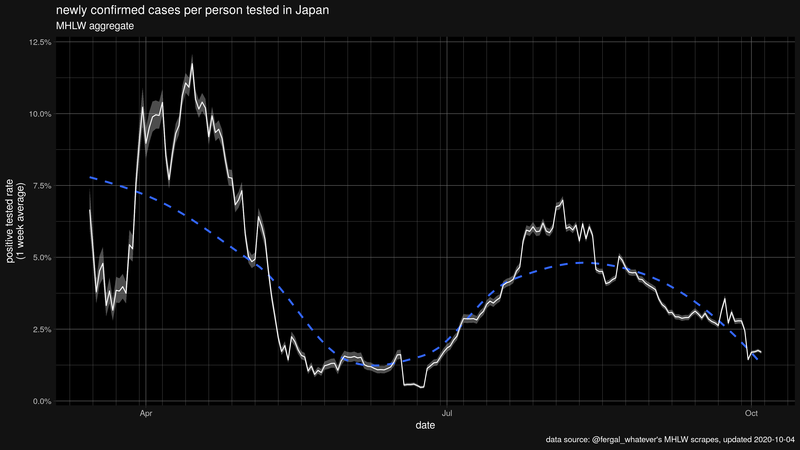 newly confirmed cases per person tested in Japan
MHLW aggregate
12.5%
10.0%
7.5%
5.0%
2.5%
0.0%
positive tested rate
(1 week average)
Apr
Jul
Oct
date
data source: @fergal_whatever's MHLW scrapes, updated 2020-10-04